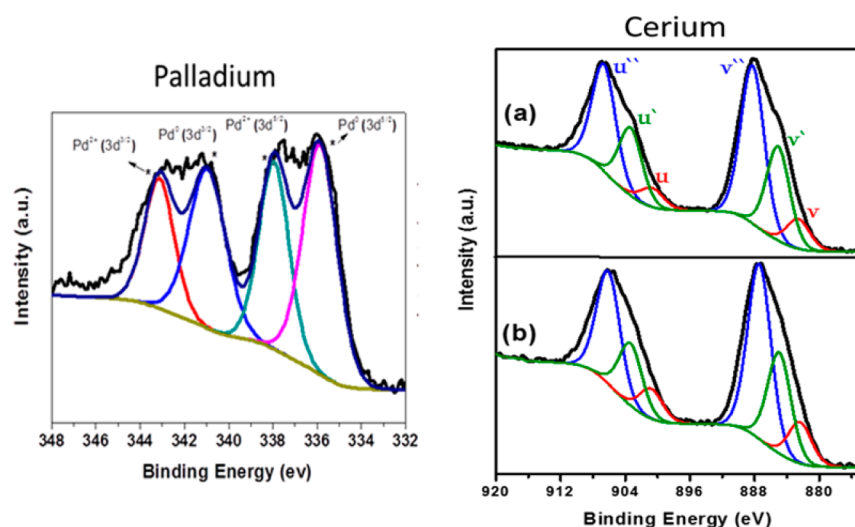 Palladium
Pd²⁺ (3d³/²)
Pd⁰ (3d³/²)
Pd²⁺ (3d⁵/²)
Pd⁰ (3d⁵/²)
Intensity (a.u.)
348 346 344 342 340 338 336 334 332
Binding Energy (ev)
Cerium
(a)
u``
u`
u
v``
v`
v
(b)
Intensity (a.u.)
920 912 904 896 888 880
Binding Energy (eV)